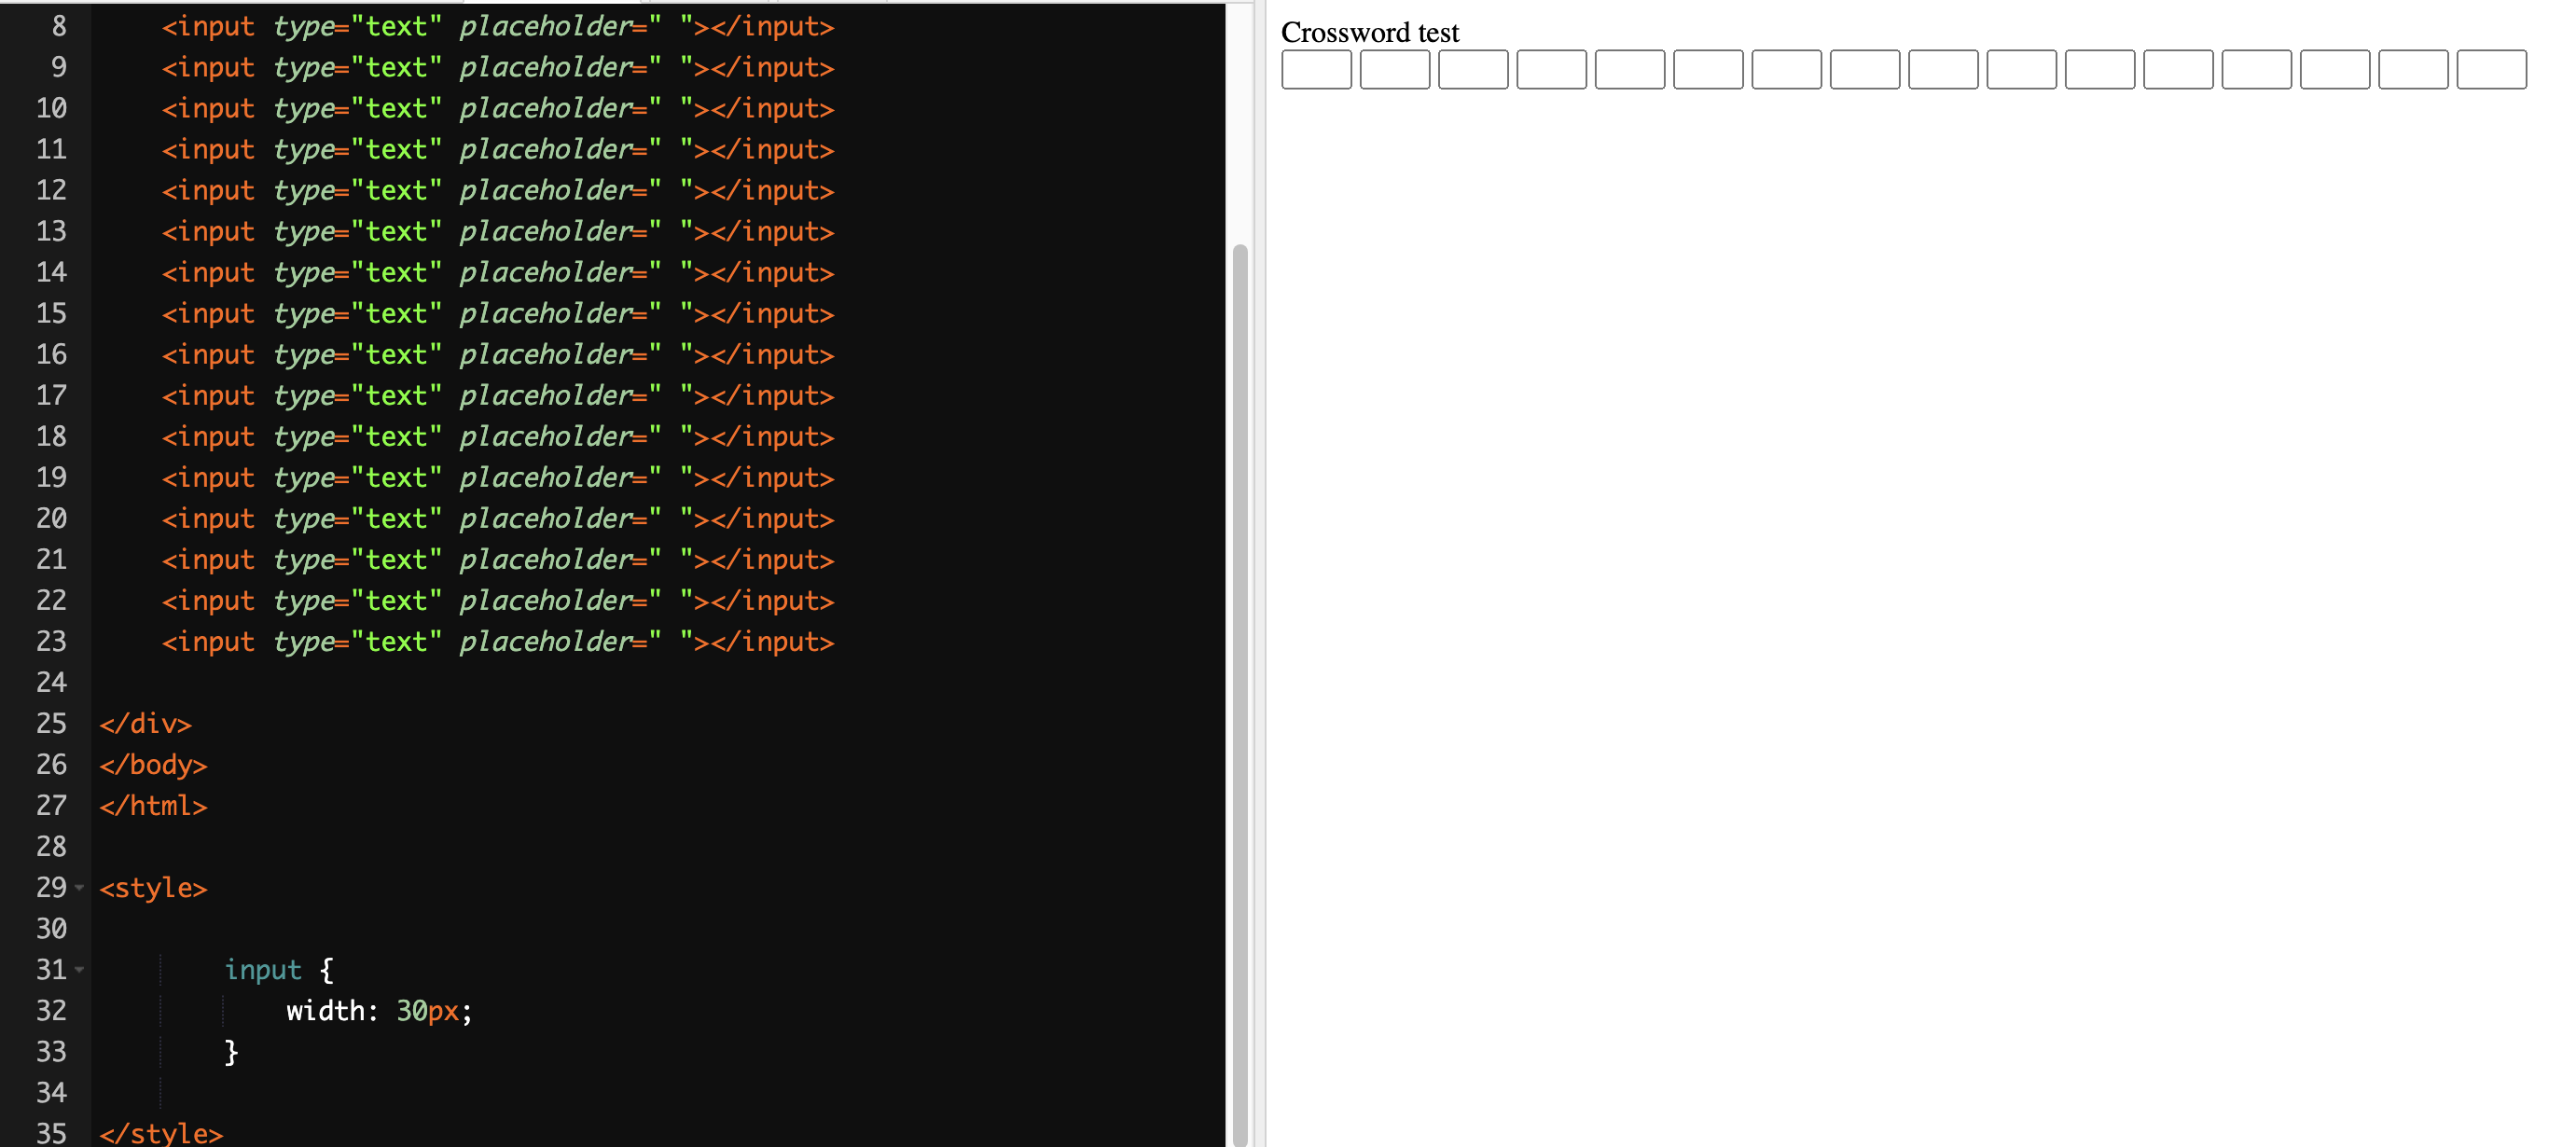 8 <input type="text" placeholder=" "></input>
9 <input type="text" placeholder=" "></input>
10 <input type="text" placeholder=" "></input>
11 <input type="text" placeholder=" "></input>
12 <input type="text" placeholder=" "></input>
13 <input type="text" placeholder=" "></input>
14 <input type="text" placeholder=" "></input>
15 <input type="text" placeholder=" "></input>
16 <input type="text" placeholder=" "></input>
17 <input type="text" placeholder=" "></input>
18 <input type="text" placeholder=" "></input>
19 <input type="text" placeholder=" "></input>
20 <input type="text" placeholder=" "></input>
21 <input type="text" placeholder=" "></input>
22 <input type="text" placeholder=" "></input>
23 <input type="text" placeholder=" "></input>
24
25 </div>
26 </body>
27 </html>
28
29 <style>
30
31 input {
32 width: 30px;
33 }
34
35 </style>
Crossword test